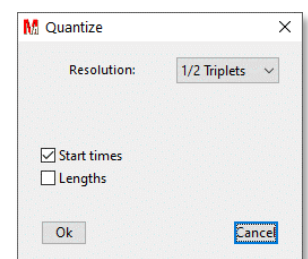 Quantize
Resolution: 1/2 Triplets
Start times
Lengths
Ok Cancel